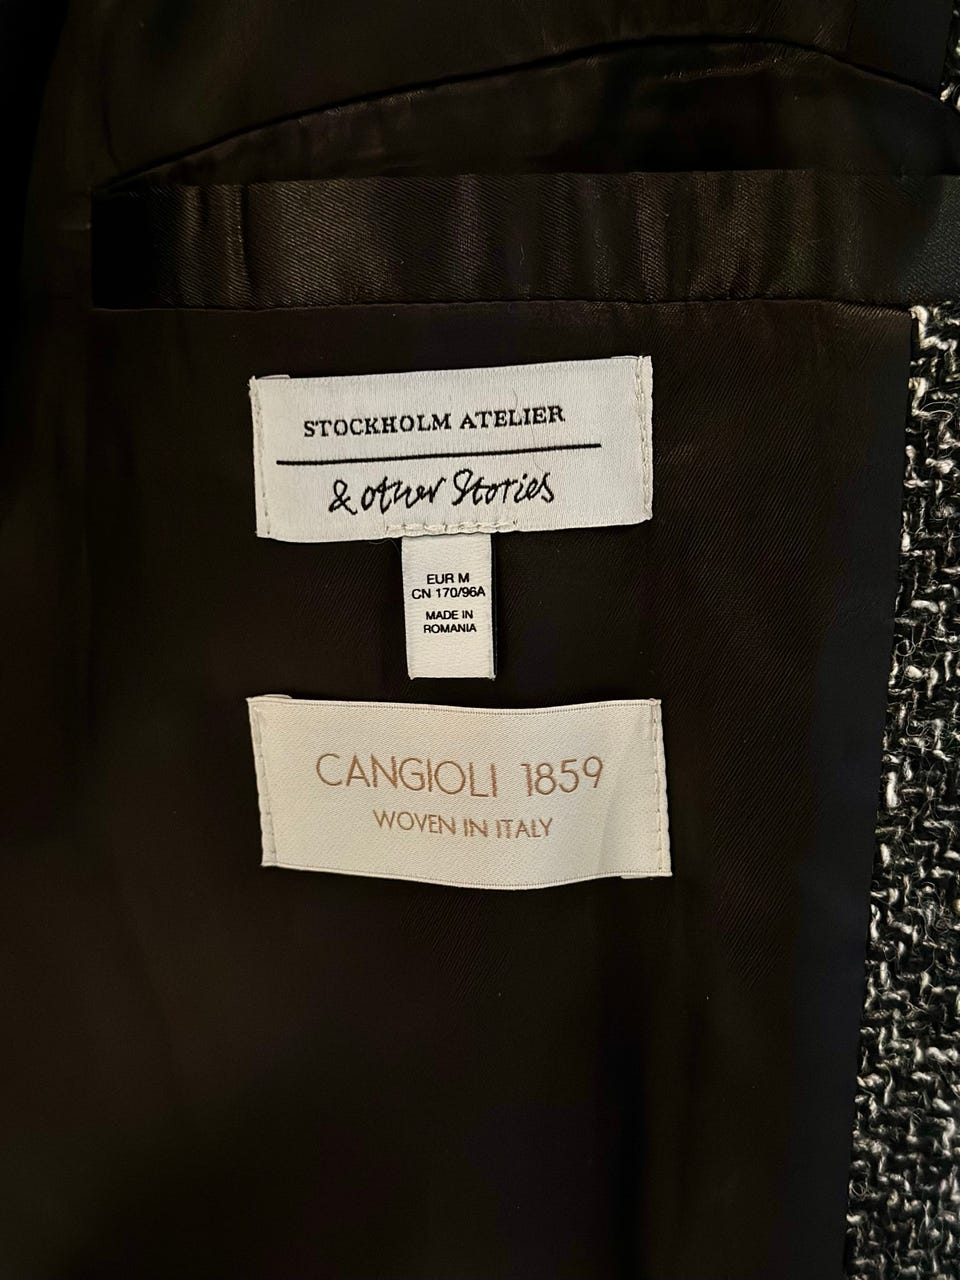 STOCKHOLM ATELIER
& other Stories
EUR M
CN 170/96A
MADE IN
ROMANIA
CANGIOLI 1859
WOVEN IN ITALY